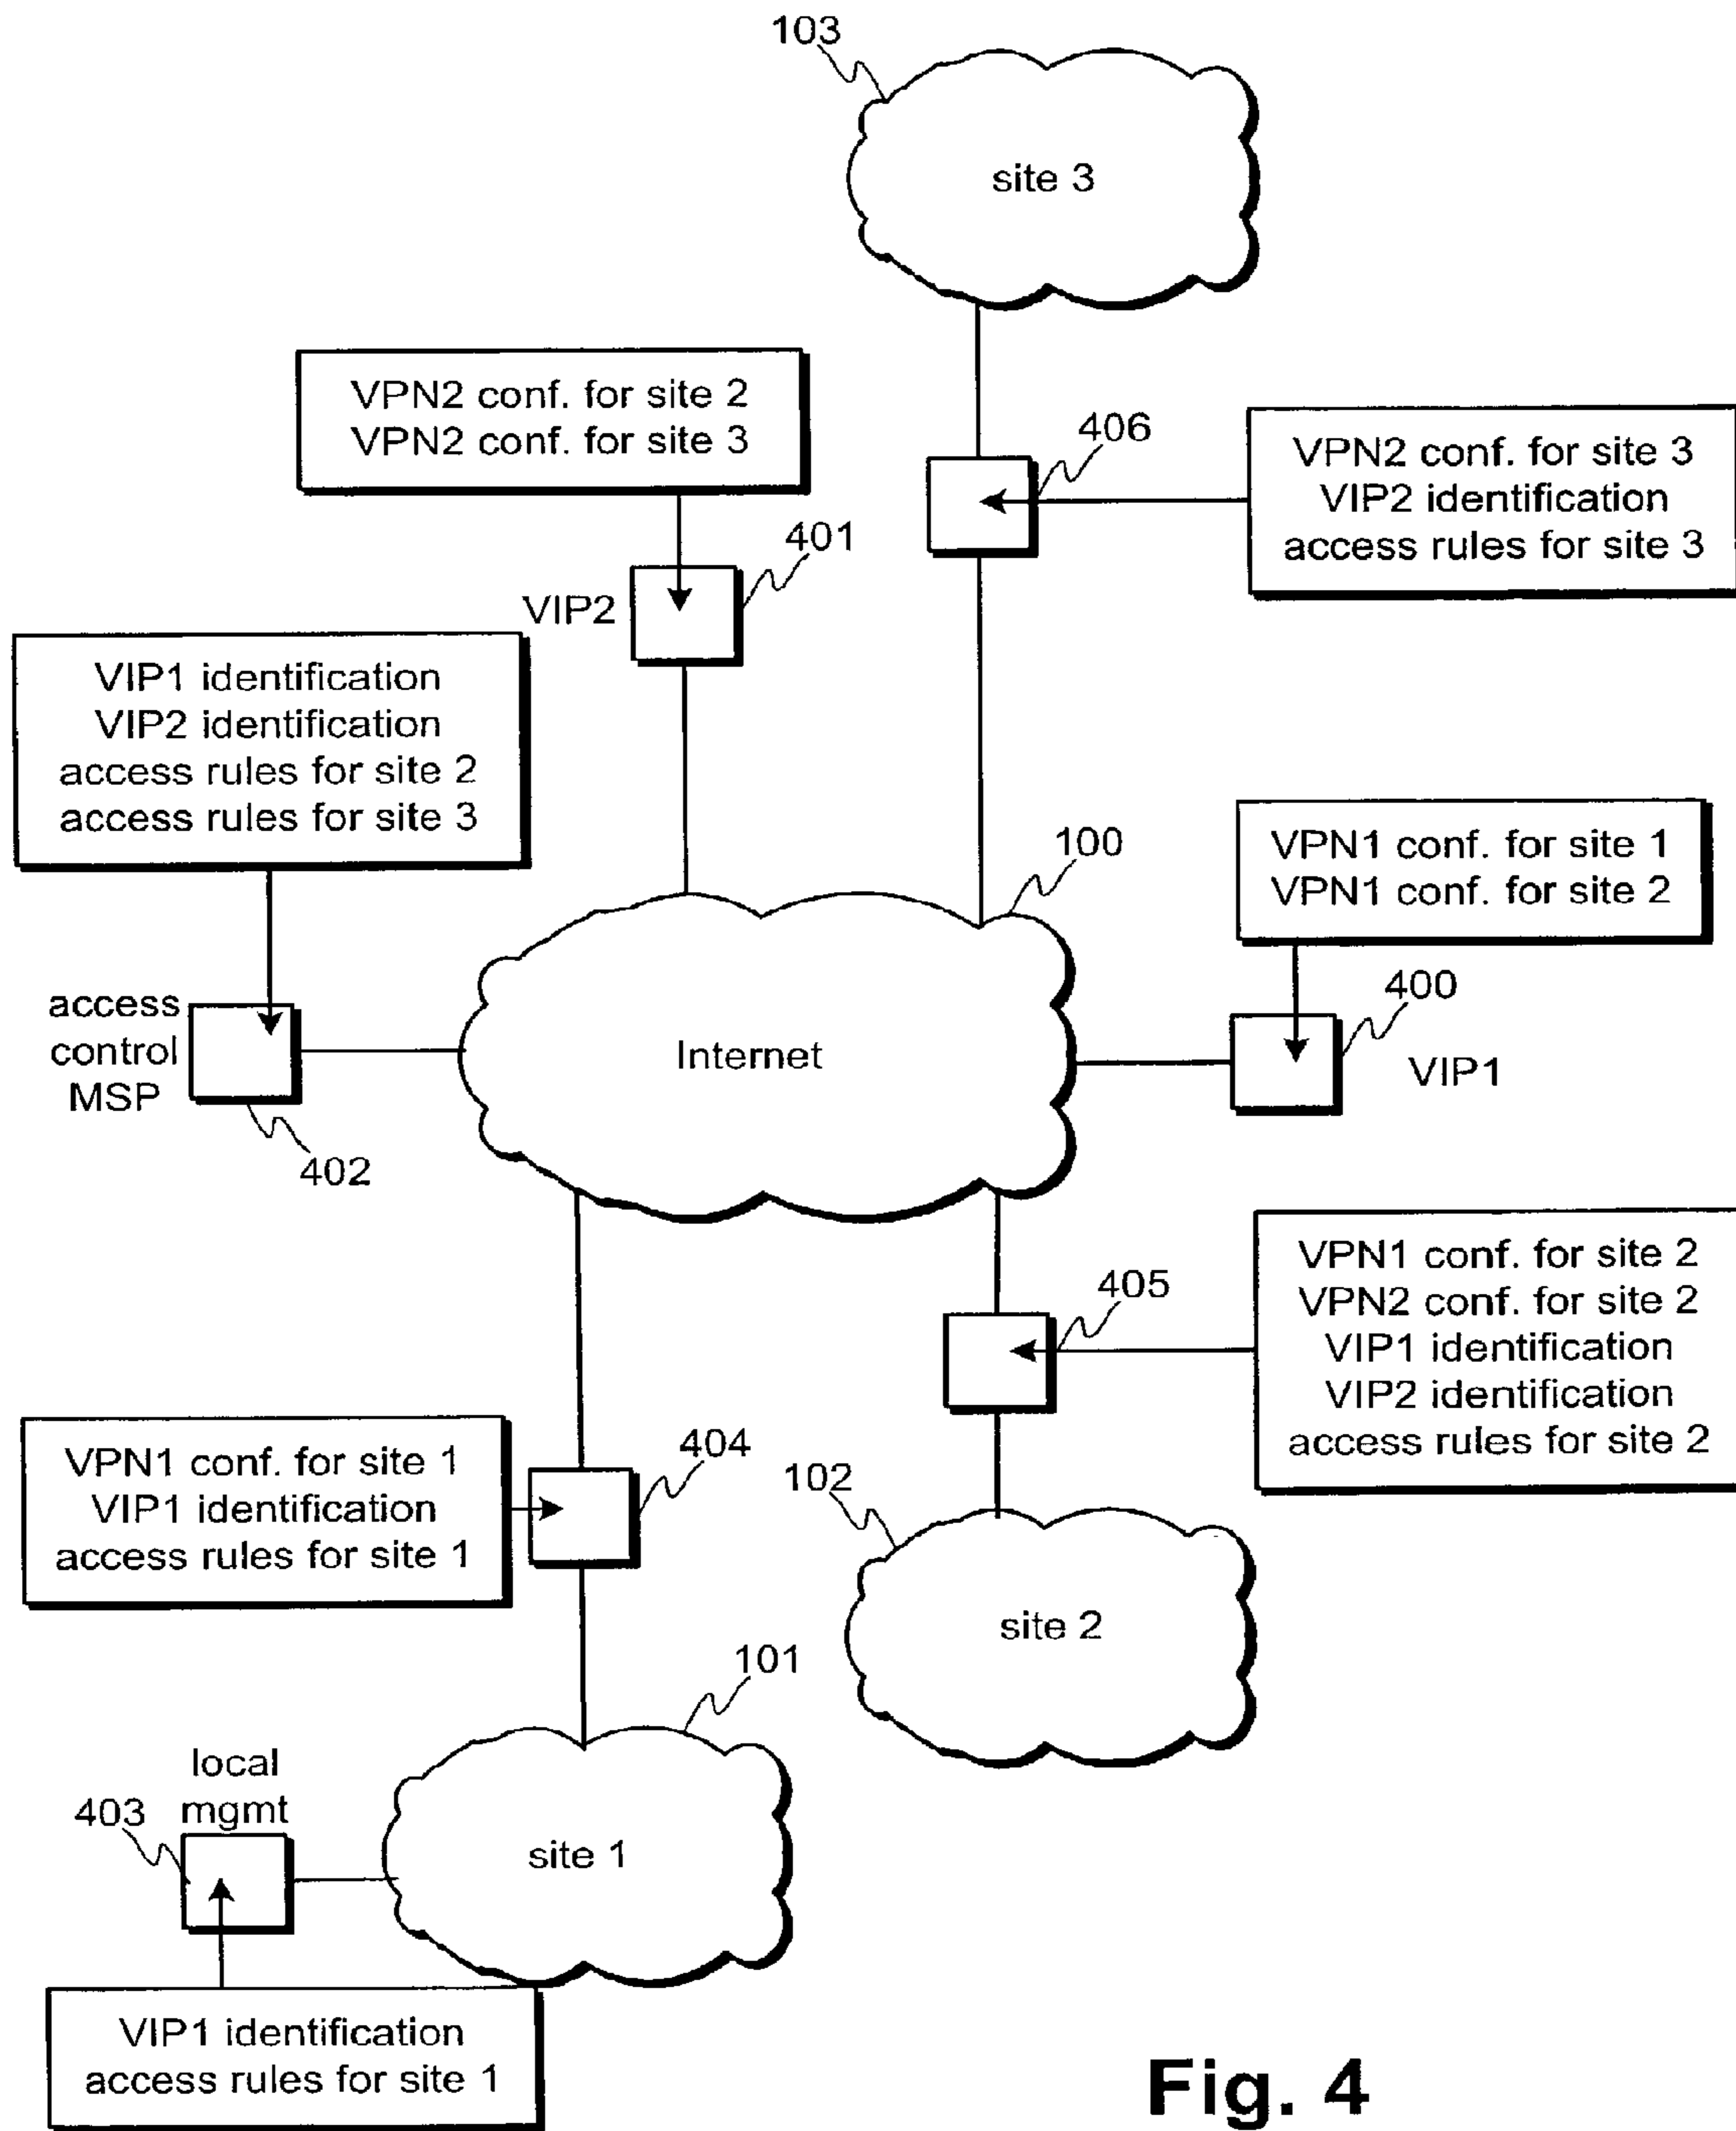 103
site 3
VPN2 conf. for site 2
VPN2 conf. for site 3
406
VPN2 conf. for site 3
VIP2 identification
access rules for site 3
401
VIP2
VIP1 identification
VIP2 identification
access rules for site 2
access rules for site 3
100
VPN1 conf. for site 1
VPN1 conf. for site 2
400
access
control
MSP
Internet
VIP1
402
VPN1 conf. for site 2
VPN2 conf. for site 2
VIP1 identification
VIP2 identification
access rules for site 2
405
VPN1 conf. for site 1
VIP1 identification
access rules for site 1
404
102
site 2
101
local
mgmt
403
site 1
VIP1 identification
access rules for site 1
Fig. 4